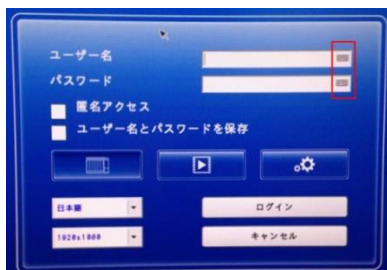 ユーザー名
パスワード
匿名アクセス
ユーザー名とパスワードを保存
日本語
ログイン
1920x1080
キャンセル